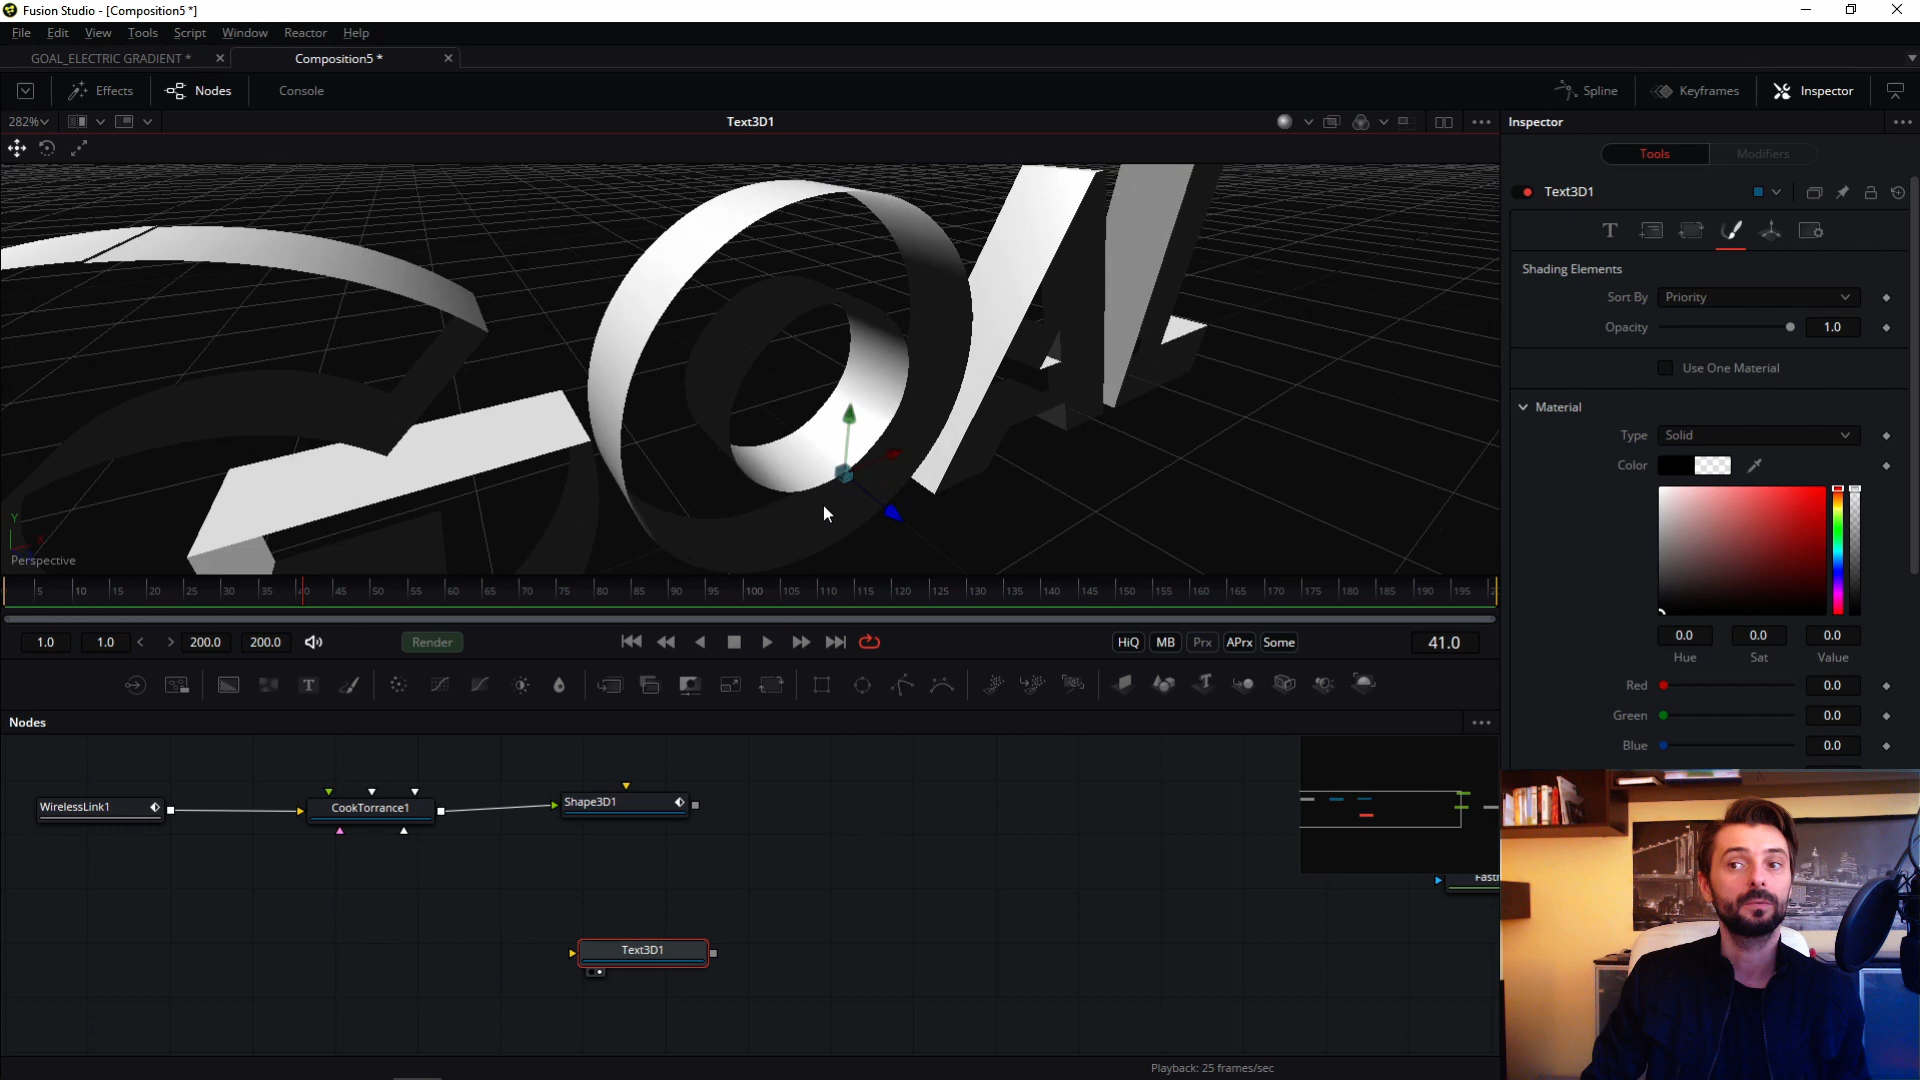 Fusion Studio - [Composition5 *]
File Edit View Tools Script Window Reactor Help
GOAL_ELECTRIC GRADIENT * Composition5 *
Effects Nodes Console Spline Keyframes Inspector
282% Text3D1 Inspector
Tools Modifiers
Text3D1
Shading Elements
Sort By Priority
Opacity 1.0
Use One Material
Material
Type Solid
Color
GOAL
Y
X
Perspective
5 10 15 20 25 30 35 40 45 50 55 60 65 70 75 80 85 90 95 100 105 110 115 120 125 130 135 140 145 150 155 160 165 170 175 180 185 190 195
1.0 1.0 < > 200.0 200.0 Render HiQ MB Prx APrx Some 41.0
0.0 0.0 0.0
Hue Sat Value
Red 0.0
Green 0.0
Blue 0.0
Nodes
WirelessLink1 CookTorrance1 Shape3D1
Text3D1
Playback: 25 frames/sec